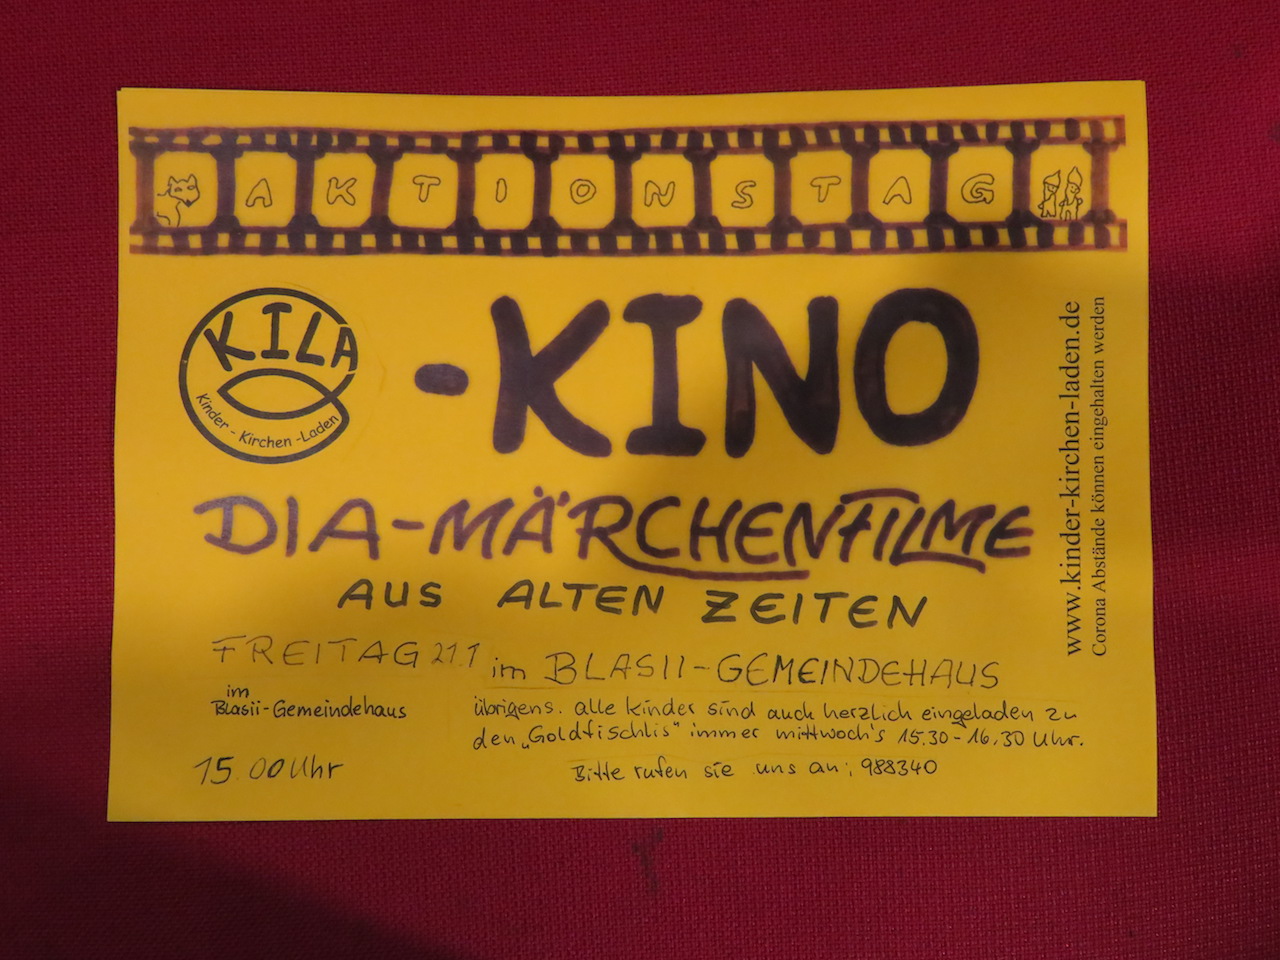 AKTIONSTAG
KILA
Kinder-Kirchen-Laden
-KINO
DIA-MÄRCHENFILME
AUS ALTEN ZEITEN
FREITAG 21.1 im BLASII-GEMEINDEHAUS
im
Blasii-Gemeindehaus
15.00 Uhr
übrigens. alle kinder sind auch herzlich eingeladen zu
den „Goldfischlis" immer mittwoch's 15.30-16.30 Uhr.
Bitte rufen sie uns an; 988340
www.kinder-kirchen-laden.de
Corona Abstände können eingehalten werden